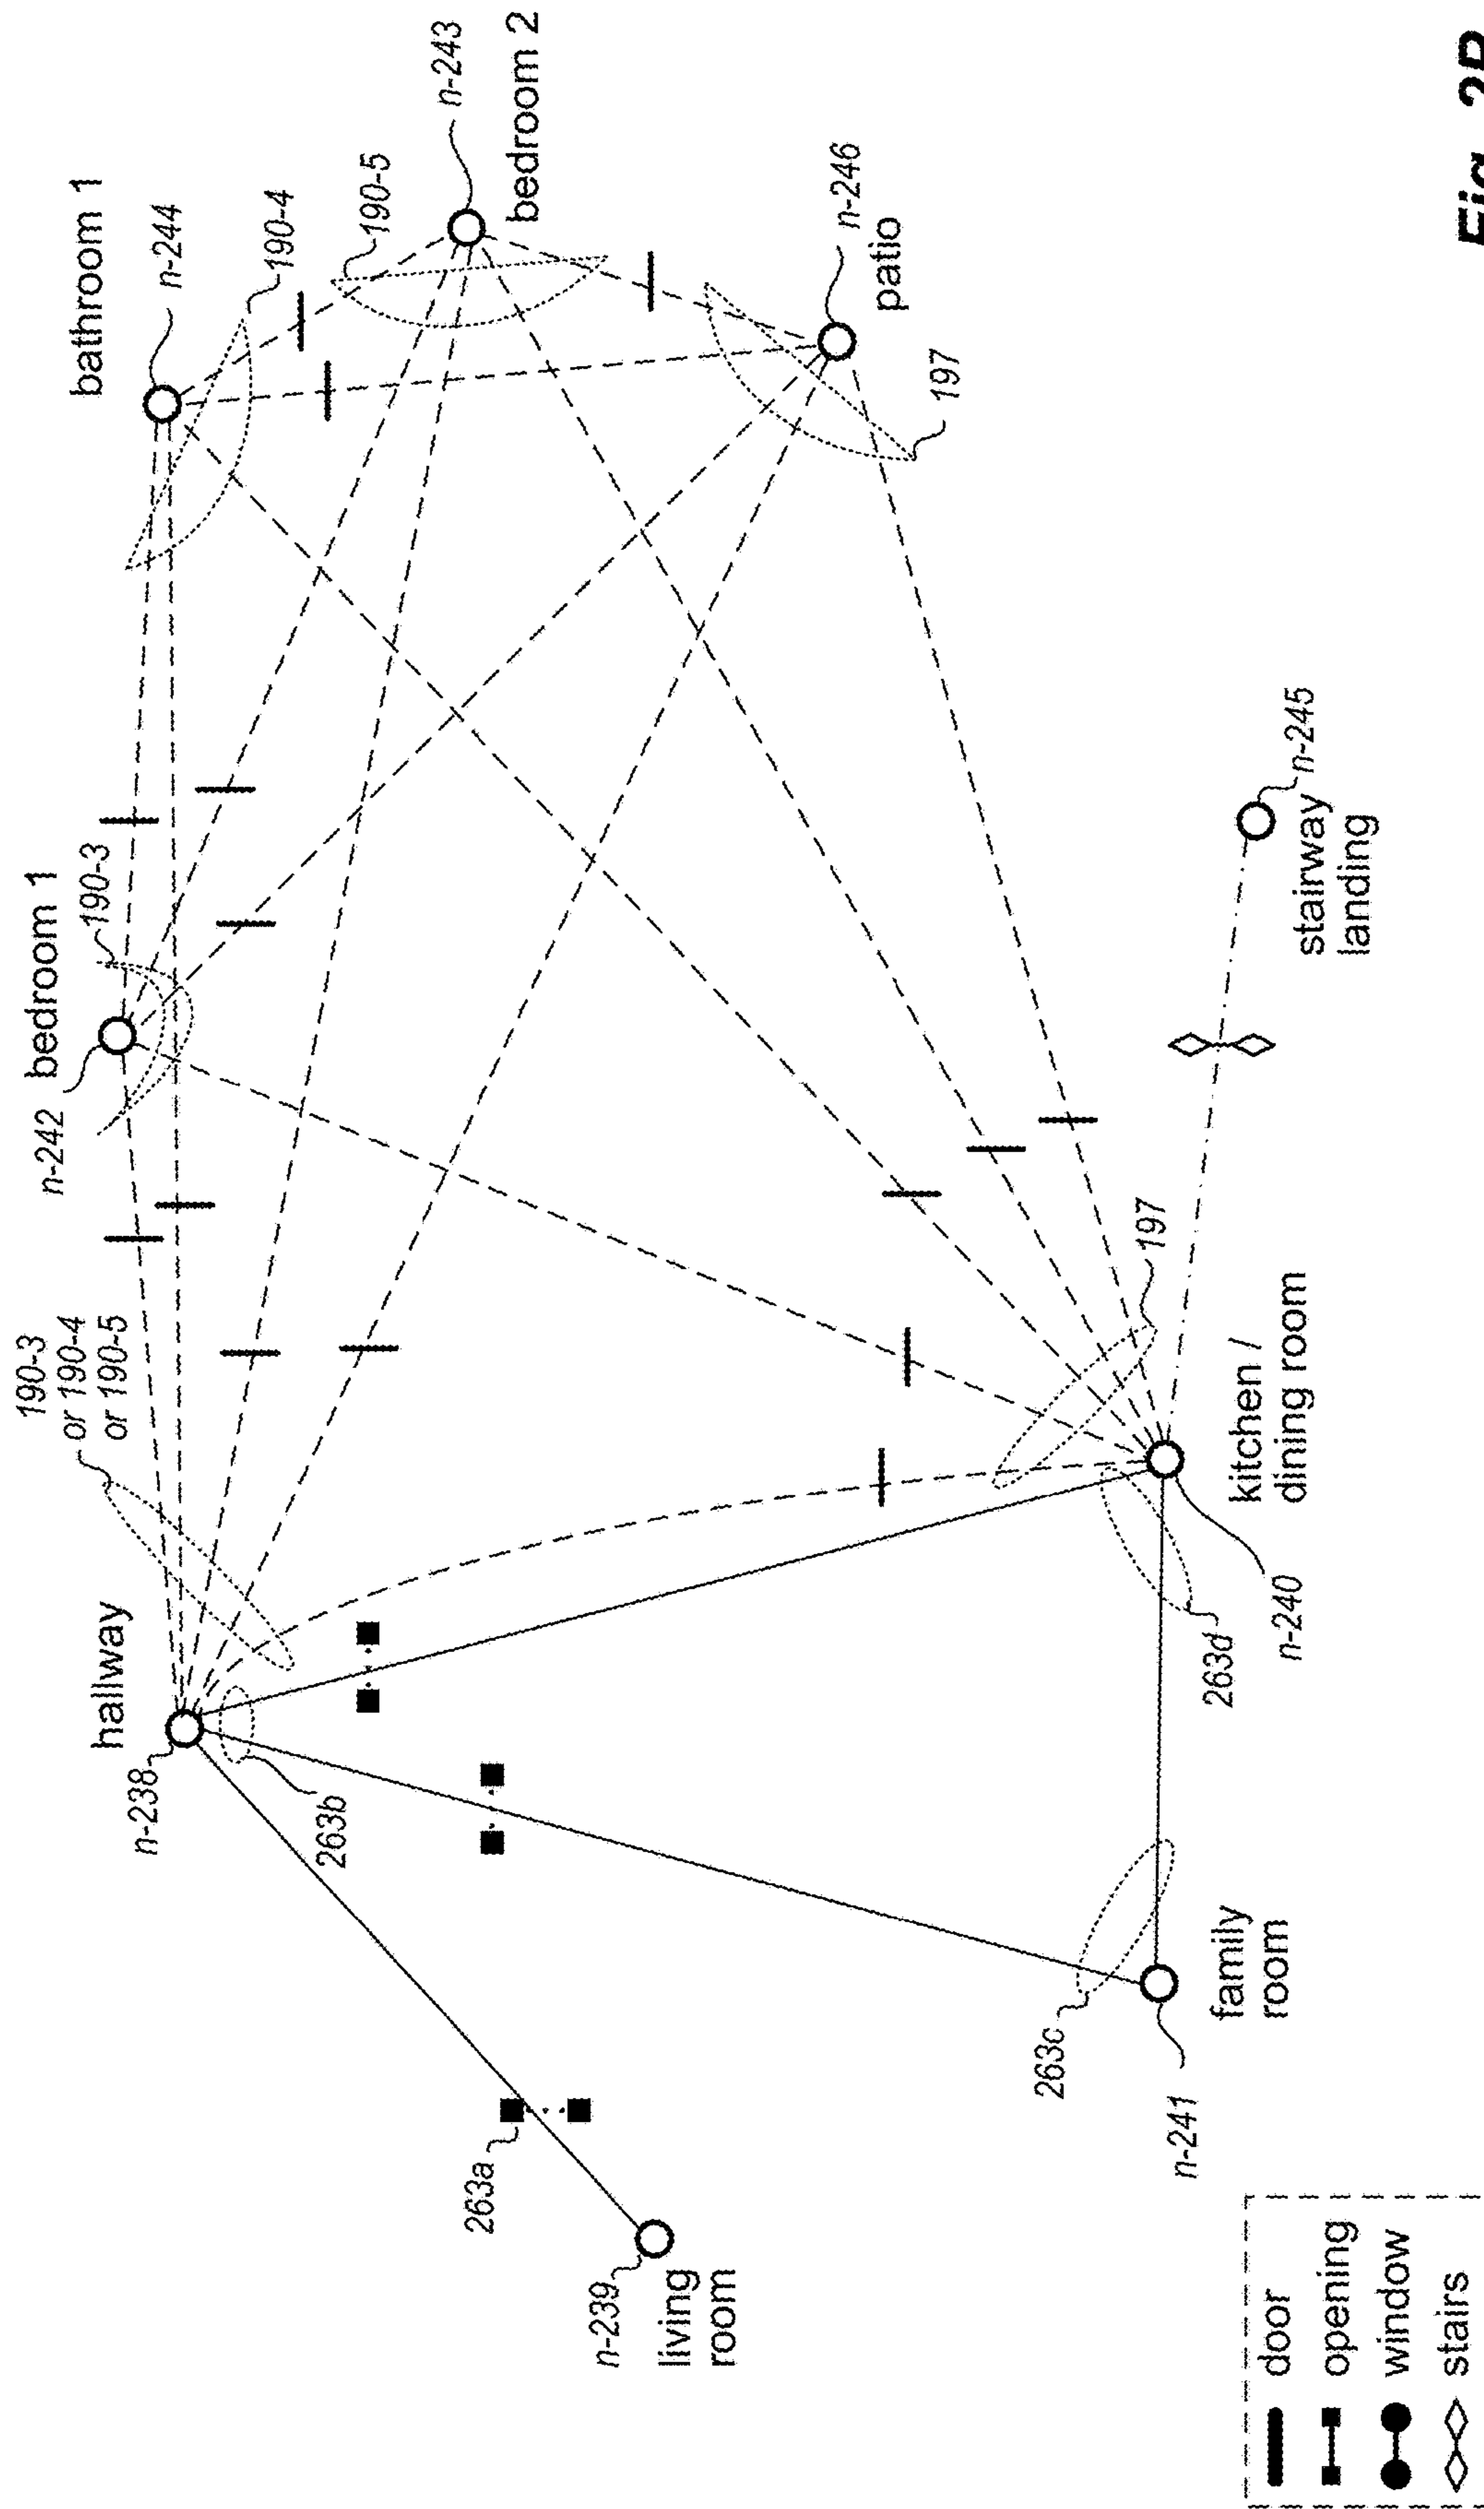 n-242 bedroom 1
190-3
bathroom 1
n-244
190-4
190-5
n-243
bedroom 2
190-3
or 190-4
or 190-5
hallway
n-238
263b
n-246
patio
197
263a
n-239
living
room
263c
n-241
family
room
263d
n-240
kitchen /
dining room
197
n-245
stairway
landing
door
opening
window
stairs